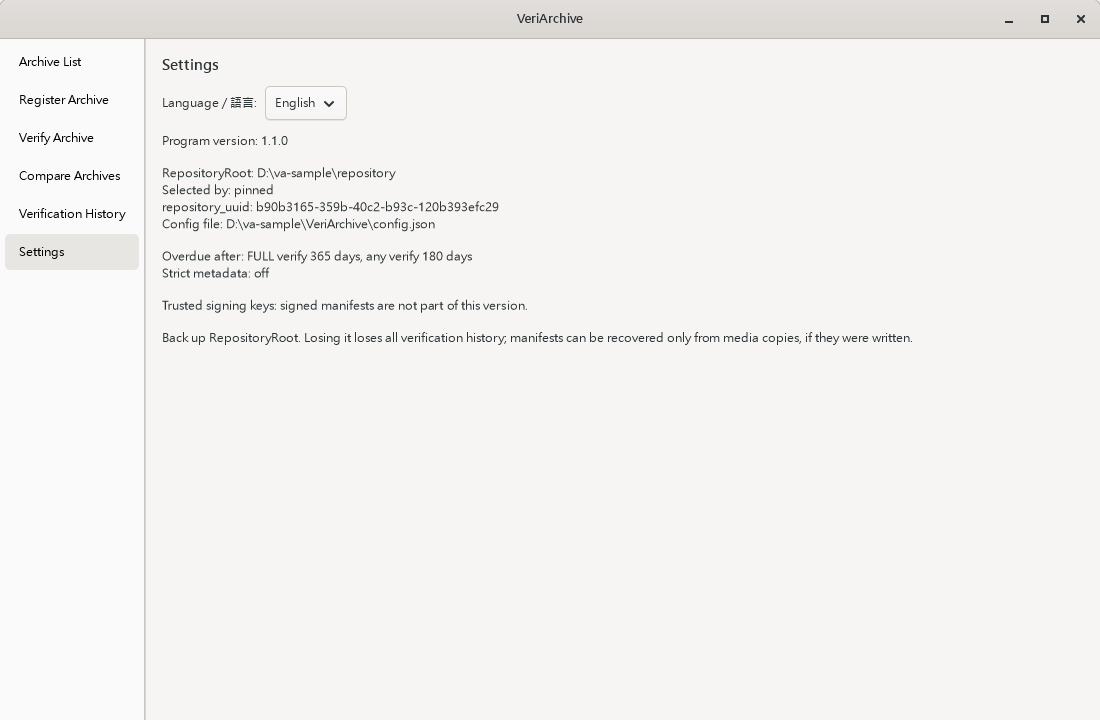 VeriArchive
Archive List
Register Archive
Verify Archive
Compare Archives
Verification History
Settings
Settings
Language / 語言:
English
Program version: 1.1.0
RepositoryRoot: D:\va-sample\repository
Selected by: pinned
repository_uuid: b90b3165-359b-40c2-b93c-120b393efc29
Config file: D:\va-sample\VeriArchive\config.json
Overdue after: FULL verify 365 days, any verify 180 days
Strict metadata: off
Trusted signing keys: signed manifests are not part of this version.
Back up RepositoryRoot. Losing it loses all verification history; manifests can be recovered only from media copies, if they were written.